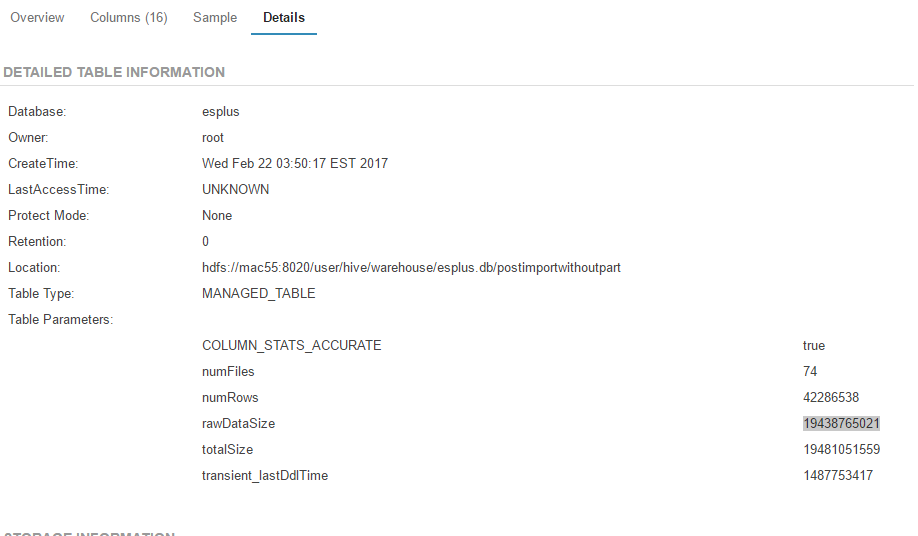 Overview Columns (16) Sample Details
DETAILED TABLE INFORMATION
Database: esplus
Owner: root
CreateTime: Wed Feb 22 03:50:17 EST 2017
LastAccessTime: UNKNOWN
Protect Mode: None
Retention: 0
Location: hdfs://mac55:8020/user/hive/warehouse/esplus.db/postimportwithoutpart
Table Type: MANAGED_TABLE
Table Parameters:
COLUMN_STATS_ACCURATE true
numFiles 74
numRows 42286538
rawDataSize 19438765021
totalSize 19481051559
transient_lastDdlTime 1487753417
STORAGE INFORMATION